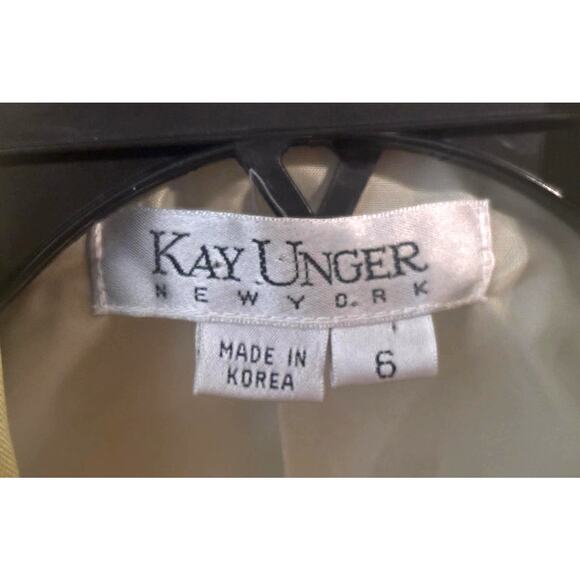 KAY UNGER
NEW YORK
MADE IN
KOREA
6